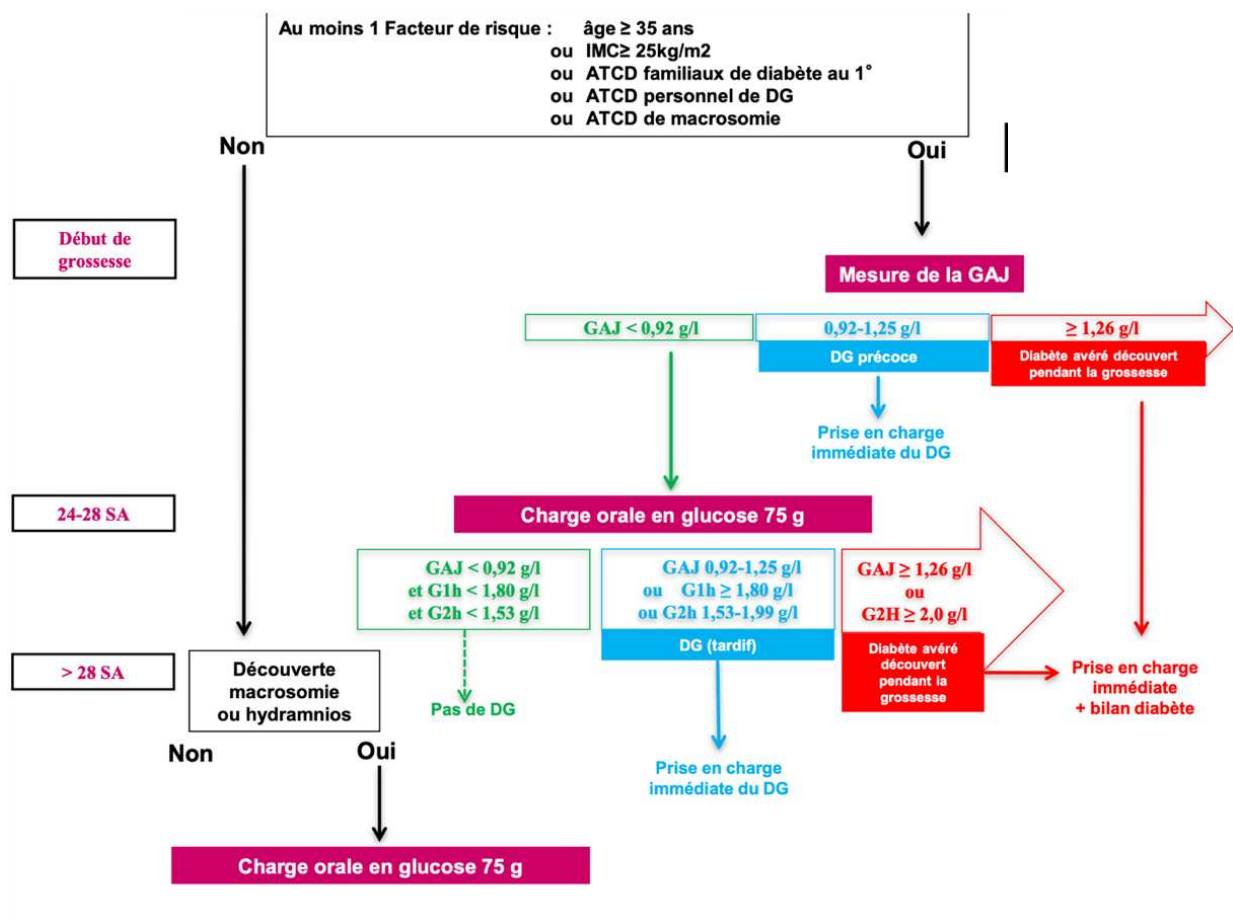 Au moins 1 Facteur de risque : âge ≥ 35 ans
ou IMC≥ 25kg/m2
ou ATCD familiaux de diabète au 1°
ou ATCD personnel de DG
ou ATCD de macrosomie
Non
Oui
Début de
grossesse
Mesure de la GAJ
GAJ < 0,92 g/l
0,92-1,25 g/l
≥ 1,26 g/l
DG précoce
Diabète avéré découvert
pendant la grossesse
Prise en charge
immédiate du DG
24-28 SA
Charge orale en glucose 75 g
GAJ < 0,92 g/l
et G1h < 1,80 g/l
et G2h < 1,53 g/l
GAJ 0,92-1,25 g/l
ou G1h ≥ 1,80 g/l
ou G2h 1,53-1,99 g/l
GAJ ≥ 1,26 g/l
ou
G2H ≥ 2,0 g/l
DG (tardif)
Diabète avéré
découvert
pendant la
grossesse
> 28 SA
Découverte
macrosomie
ou hydramnios
Pas de DG
Prise en charge
immédiate
+ bilan diabète
Non
Oui
Prise en charge
immédiate du DG
Charge orale en glucose 75 g